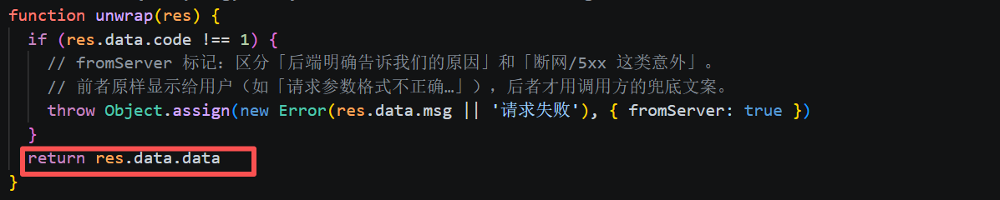 function unwrap(res) {
  if (res.data.code !== 1) {
    // fromServer 标记：区分「后端明确告诉我们的原因」和「断网/5xx 这类意外」。
    // 前者原样显示给用户（如「请求参数格式不正确…」），后者才用调用方的兜底文案。
    throw Object.assign(new Error(res.data.msg || '请求失败'), { fromServer: true })
  }
  return res.data.data
}